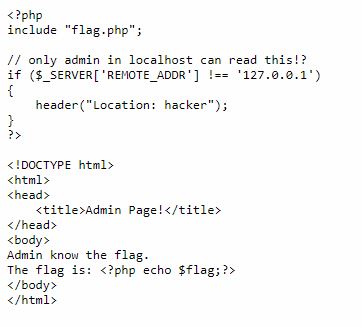 <?php
include "flag.php";
// only admin in localhost can read this!?
if ($_SERVER['REMOTE_ADDR'] !== '127.0.0.1')
{
    header("Location: hacker");
}
?>
<!DOCTYPE html>
<html>
<head>
    <title>Admin Page!</title>
</head>
<body>
Admin know the flag.
The flag is: <?php echo $flag;?>
</body>
</html>